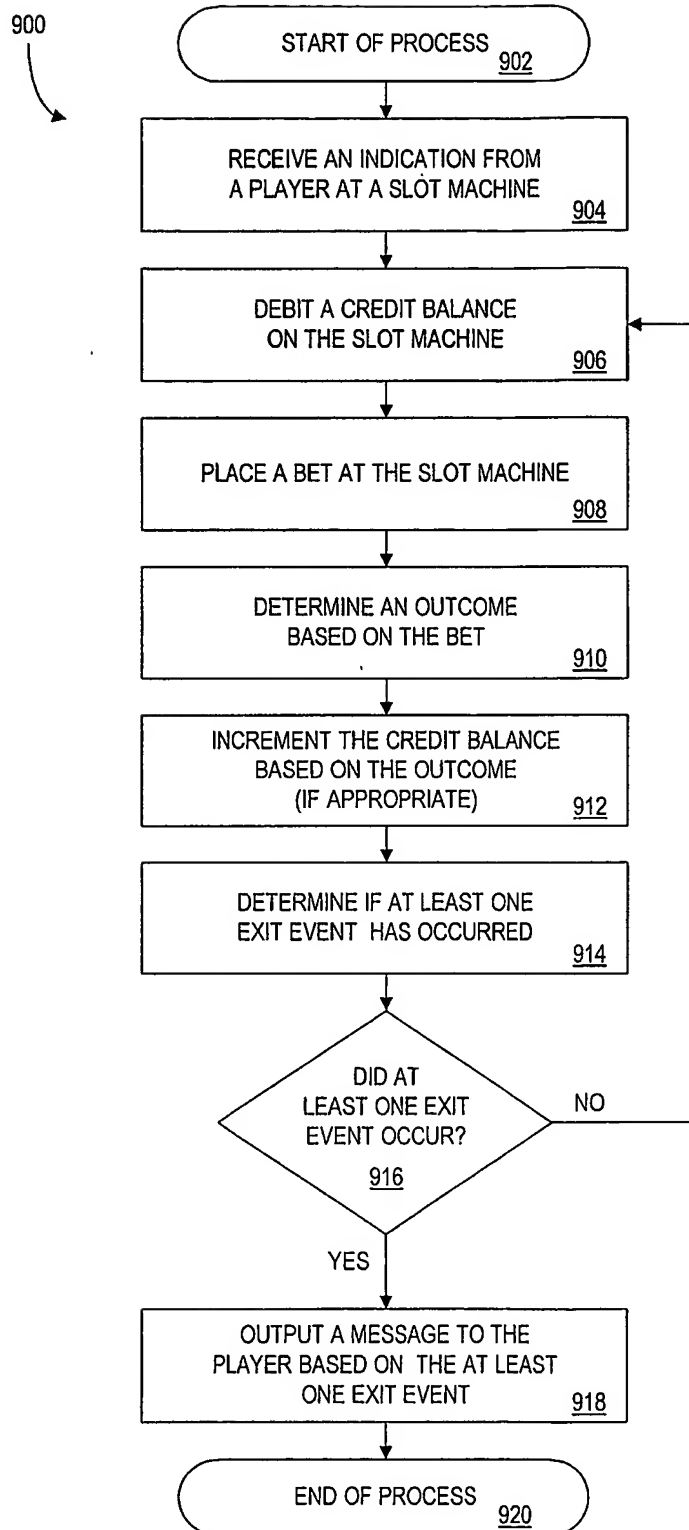 900
START OF PROCESS
902
RECEIVE AN INDICATION FROM
A PLAYER AT A SLOT MACHINE
904
DEBIT A CREDIT BALANCE
ON THE SLOT MACHINE
906
PLACE A BET AT THE SLOT MACHINE
908
DETERMINE AN OUTCOME
BASED ON THE BET
910
INCREMENT THE CREDIT BALANCE
BASED ON THE OUTCOME
(IF APPROPRIATE)
912
DETERMINE IF AT LEAST ONE
EXIT EVENT HAS OCCURRED
914
DID AT
LEAST ONE EXIT
EVENT OCCUR?
916
NO
YES
OUTPUT A MESSAGE TO THE
PLAYER BASED ON THE AT LEAST
ONE EXIT EVENT
918
END OF PROCESS
920